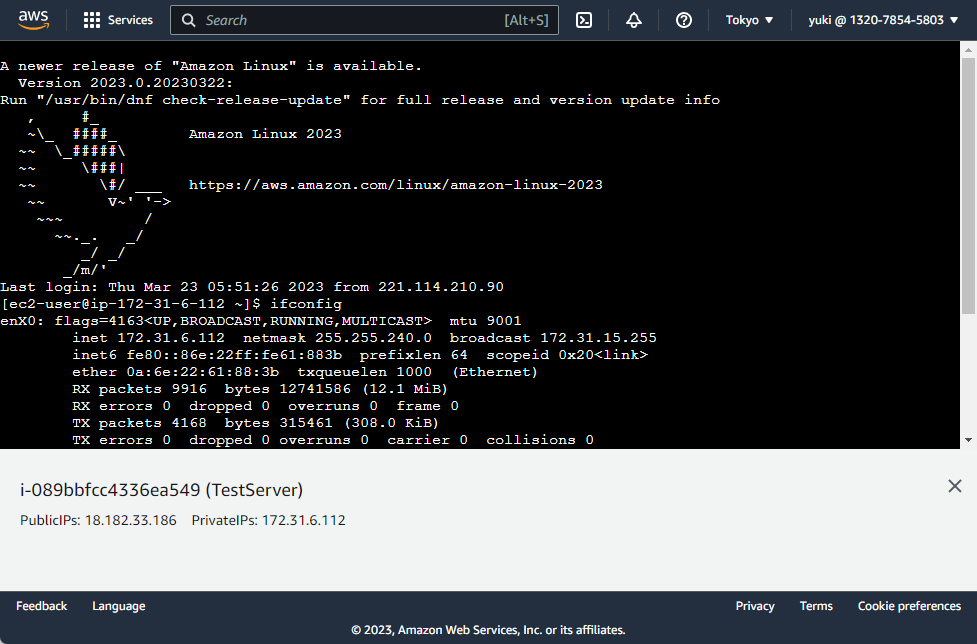 aws Services Search [Alt+S] Tokyo ▼ yuki @ 1320-7854-5803 ▼
A newer release of "Amazon Linux" is available.
  Version 2023.0.20230322:
Run "/usr/bin/dnf check-release-update" for full release and version update info
   ,     #_
   ~\_  ####_        Amazon Linux 2023
  ~~  \_#####\
  ~~     \###|
  ~~       \#/ ___   https://aws.amazon.com/linux/amazon-linux-2023
   ~~       V~' '->
    ~~~         /
      ~~._.   _/
         _/ _/
       _/m/'
Last login: Thu Mar 23 05:51:26 2023 from 221.114.210.90
[ec2-user@ip-172-31-6-112 ~]$ ifconfig
enX0: flags=4163<UP,BROADCAST,RUNNING,MULTICAST>  mtu 9001
        inet 172.31.6.112  netmask 255.255.240.0  broadcast 172.31.15.255
        inet6 fe80::86e:22ff:fe61:883b  prefixlen 64  scopeid 0x20<link>
        ether 0a:6e:22:61:88:3b  txqueuelen 1000  (Ethernet)
        RX packets 9916  bytes 12741586 (12.1 MiB)
        RX errors 0  dropped 0  overruns 0  frame 0
        TX packets 4168  bytes 315461 (308.0 KiB)
        TX errors 0  dropped 0 overruns 0  carrier 0  collisions 0
i-089bbfcc4336ea549 (TestServer)
PublicIPs: 18.182.33.186 PrivateIPs: 172.31.6.112
Feedback Language Privacy Terms Cookie preferences
© 2023, Amazon Web Services, Inc. or its affiliates.